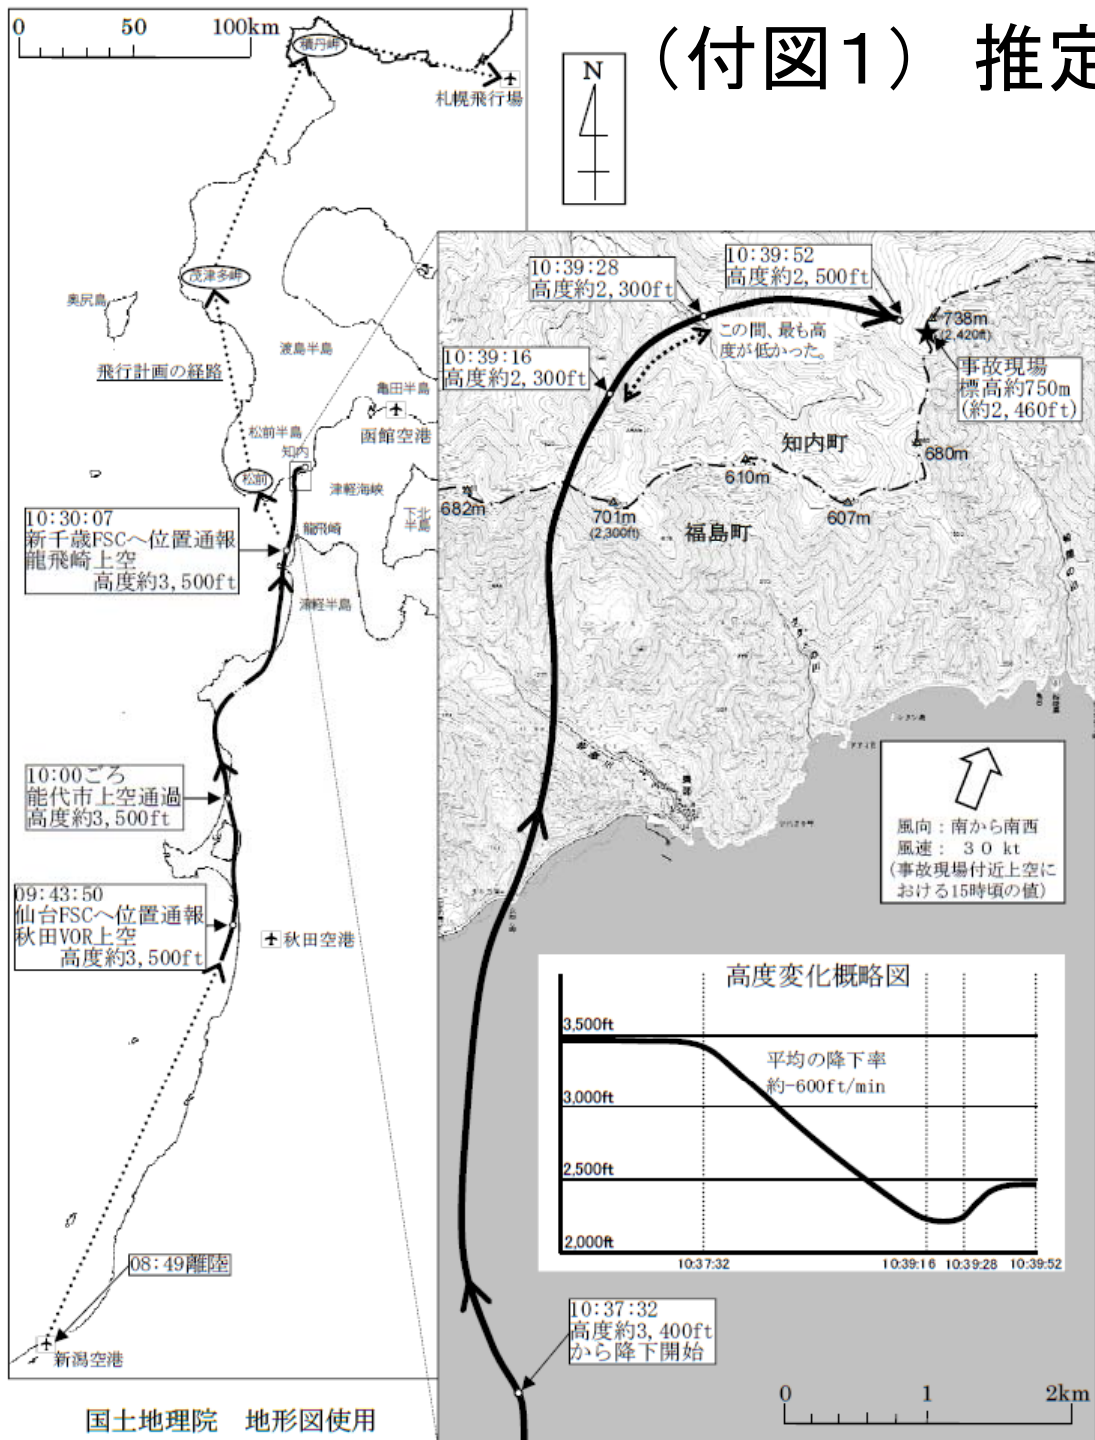 （付図１） 推定
0 50 100km
N
積丹岬
札幌飛行場
茂津多岬
奥尻島
渡島半島
飛行計画の経路
亀田半島
函館空港
松前半島
知内
松前
津軽海峡
下北
半島
龍飛崎
10:30:07
新千歳FSCへ位置通報
龍飛崎上空
高度約3,500ft
津軽半島
10:00ごろ
能代市上空通過
高度約3,500ft
09:43:50
仙台FSCへ位置通報
秋田VOR上空
高度約3,500ft
秋田空港
08:49離陸
新潟空港
国土地理院 地形図使用
10:39:52
高度約2,500ft
10:39:28
高度約2,300ft
この間、最も高
度が低かった。
10:39:16
高度約2,300ft
738m
(2,420ft)
事故現場
標高約750m
(約2,460ft)
知内町
680m
610m
682m
701m
(2,300ft)
607m
福島町
風向：南から南西
風速： ３０ kt
(事故現場付近上空に
おける15時頃の値)
高度変化概略図
3,500ft
平均の降下率
約-600ft/min
3,000ft
2,500ft
2,000ft
10:37:32 10:39:16 10:39:28 10:39:52
10:37:32
高度約3,400ft
から降下開始
0 1 2km